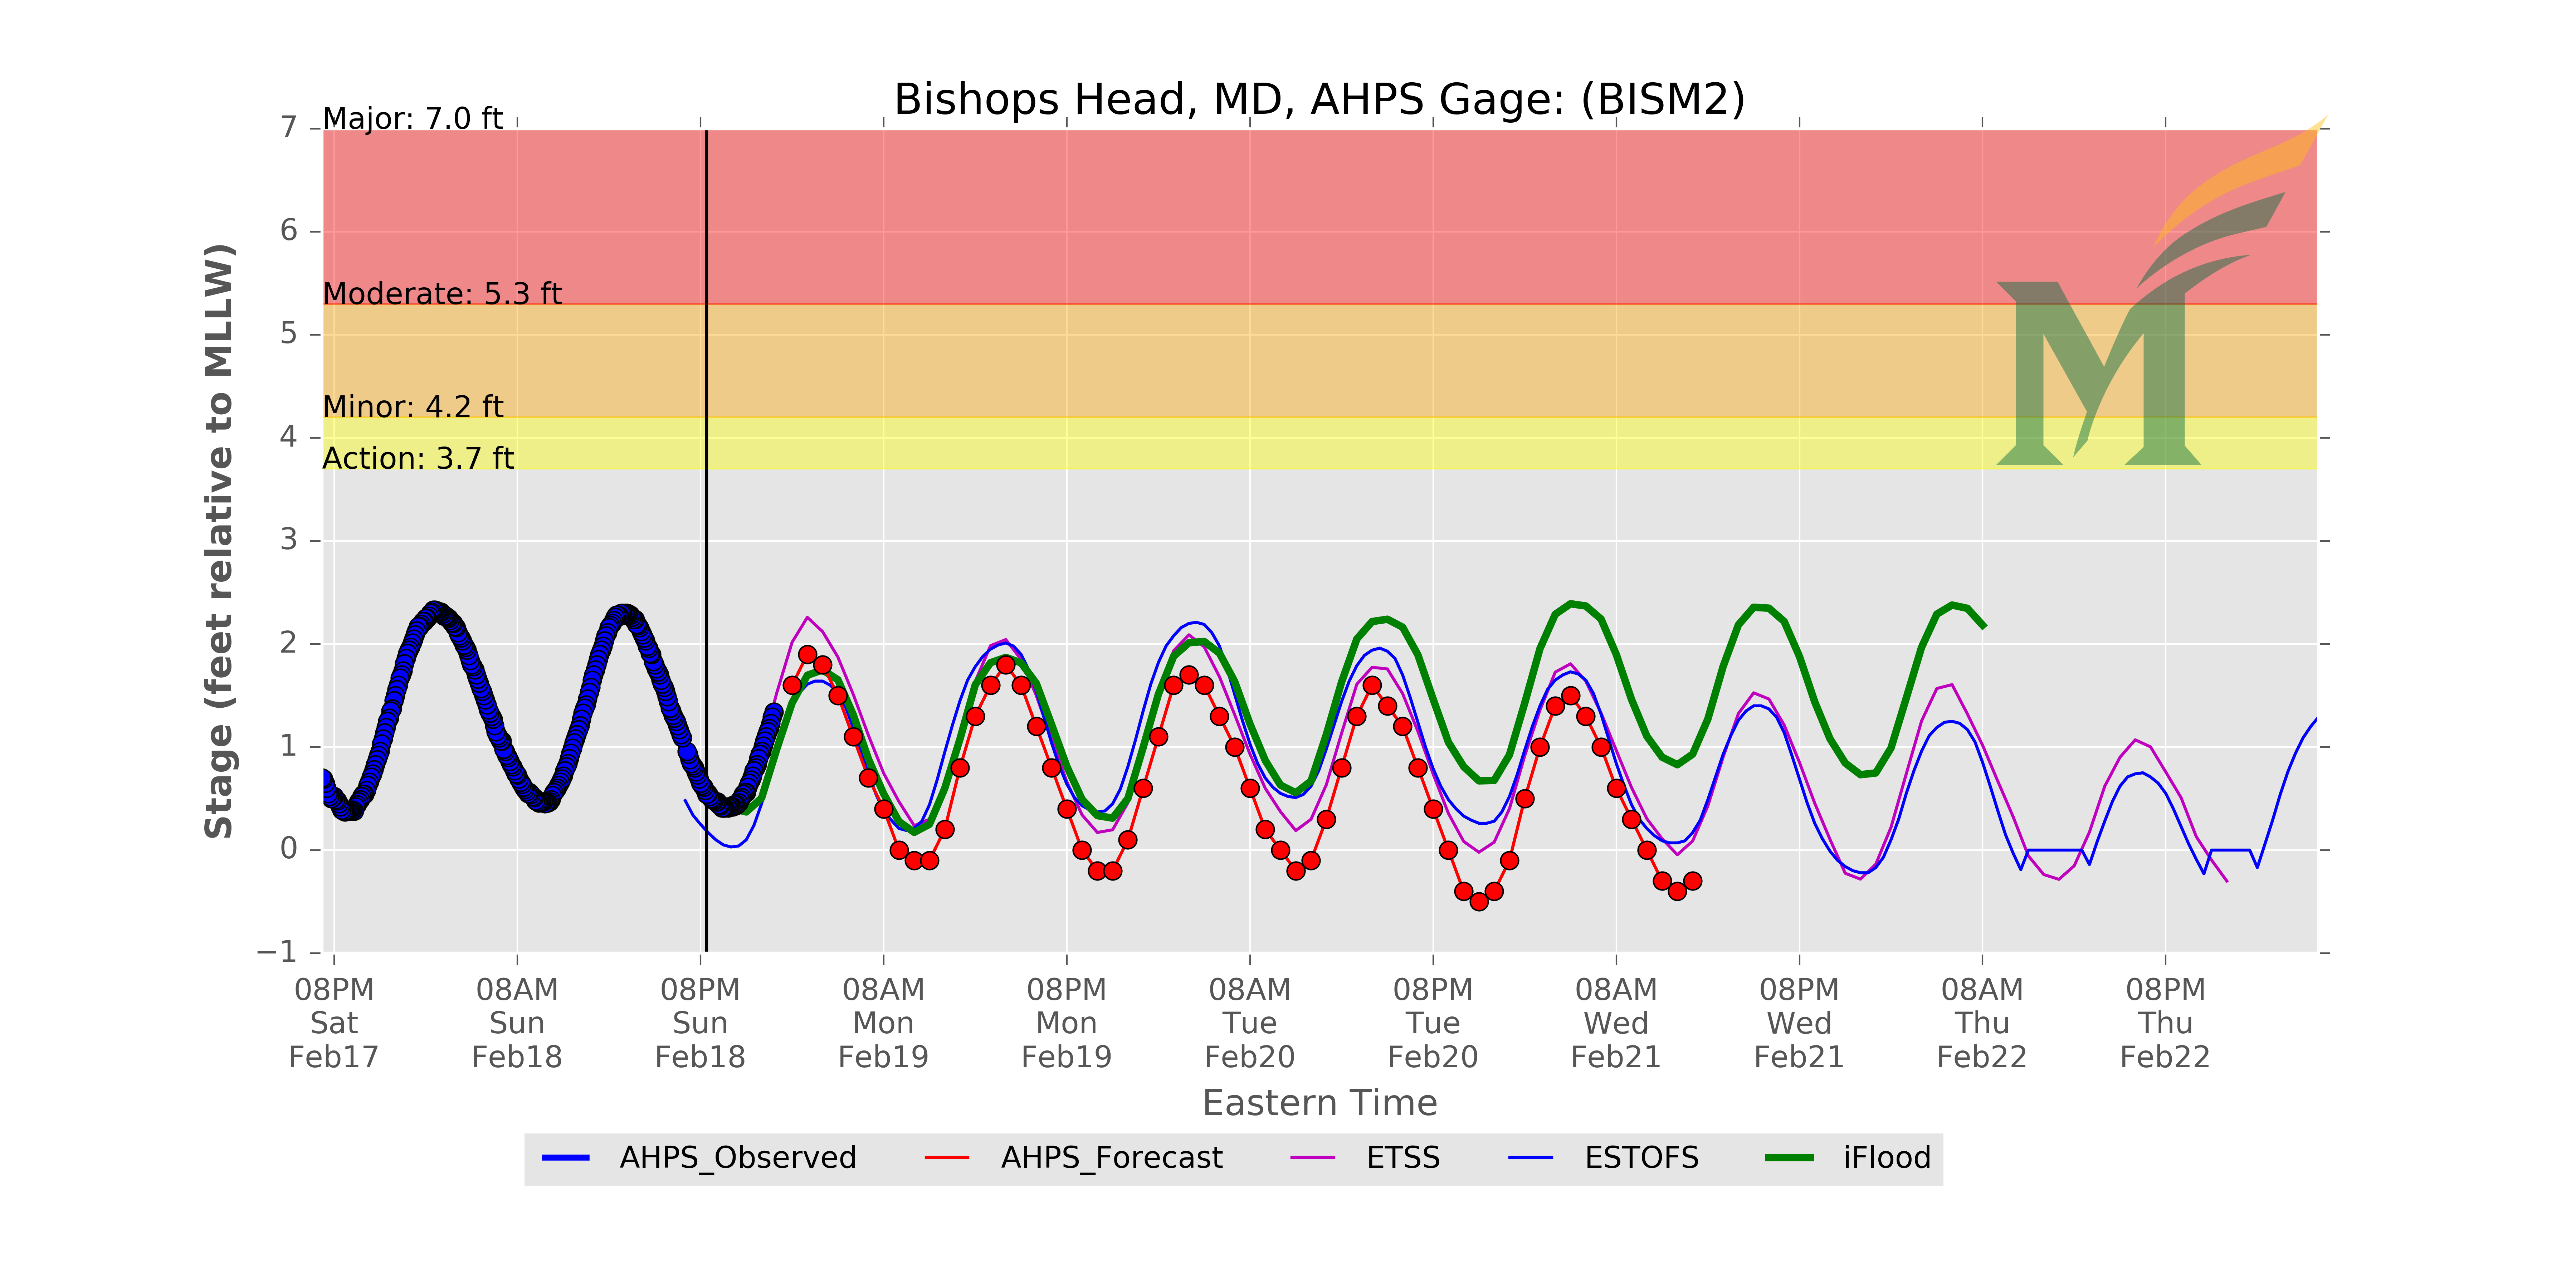 Bishops Head, MD, AHPS Gage: (BISM2)
Major: 7.0 ft
Moderate: 5.3 ft
Minor: 4.2 ft
Action: 3.7 ft
Stage (feet relative to MLLW)
7
6
5
4
3
2
1
0
−1
08PM Sat Feb17
08AM Sun Feb18
08PM Sun Feb18
08AM Mon Feb19
08PM Mon Feb19
08AM Tue Feb20
08PM Tue Feb20
08AM Wed Feb21
08PM Wed Feb21
08AM Thu Feb22
08PM Thu Feb22
Eastern Time
AHPS_Observed AHPS_Forecast ETSS ESTOFS iFlood
M